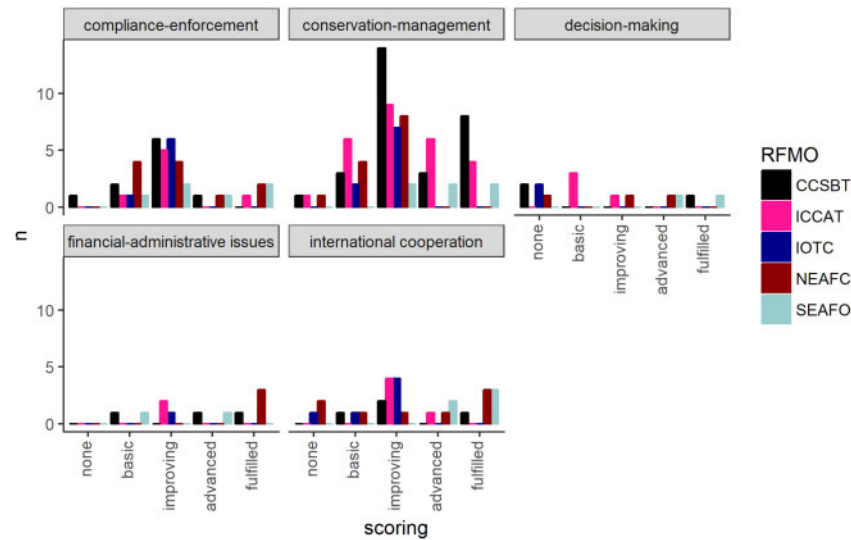 compliance-enforcement conservation-management decision-making
10
5
0
n
none basic improving advanced fulfilled
financial-administrative issues international cooperation
10
5
0
none basic improving advanced fulfilled none basic improving advanced fulfilled
scoring
RFMO
CCSBT
ICCAT
IOTC
NEAFC
SEAFO